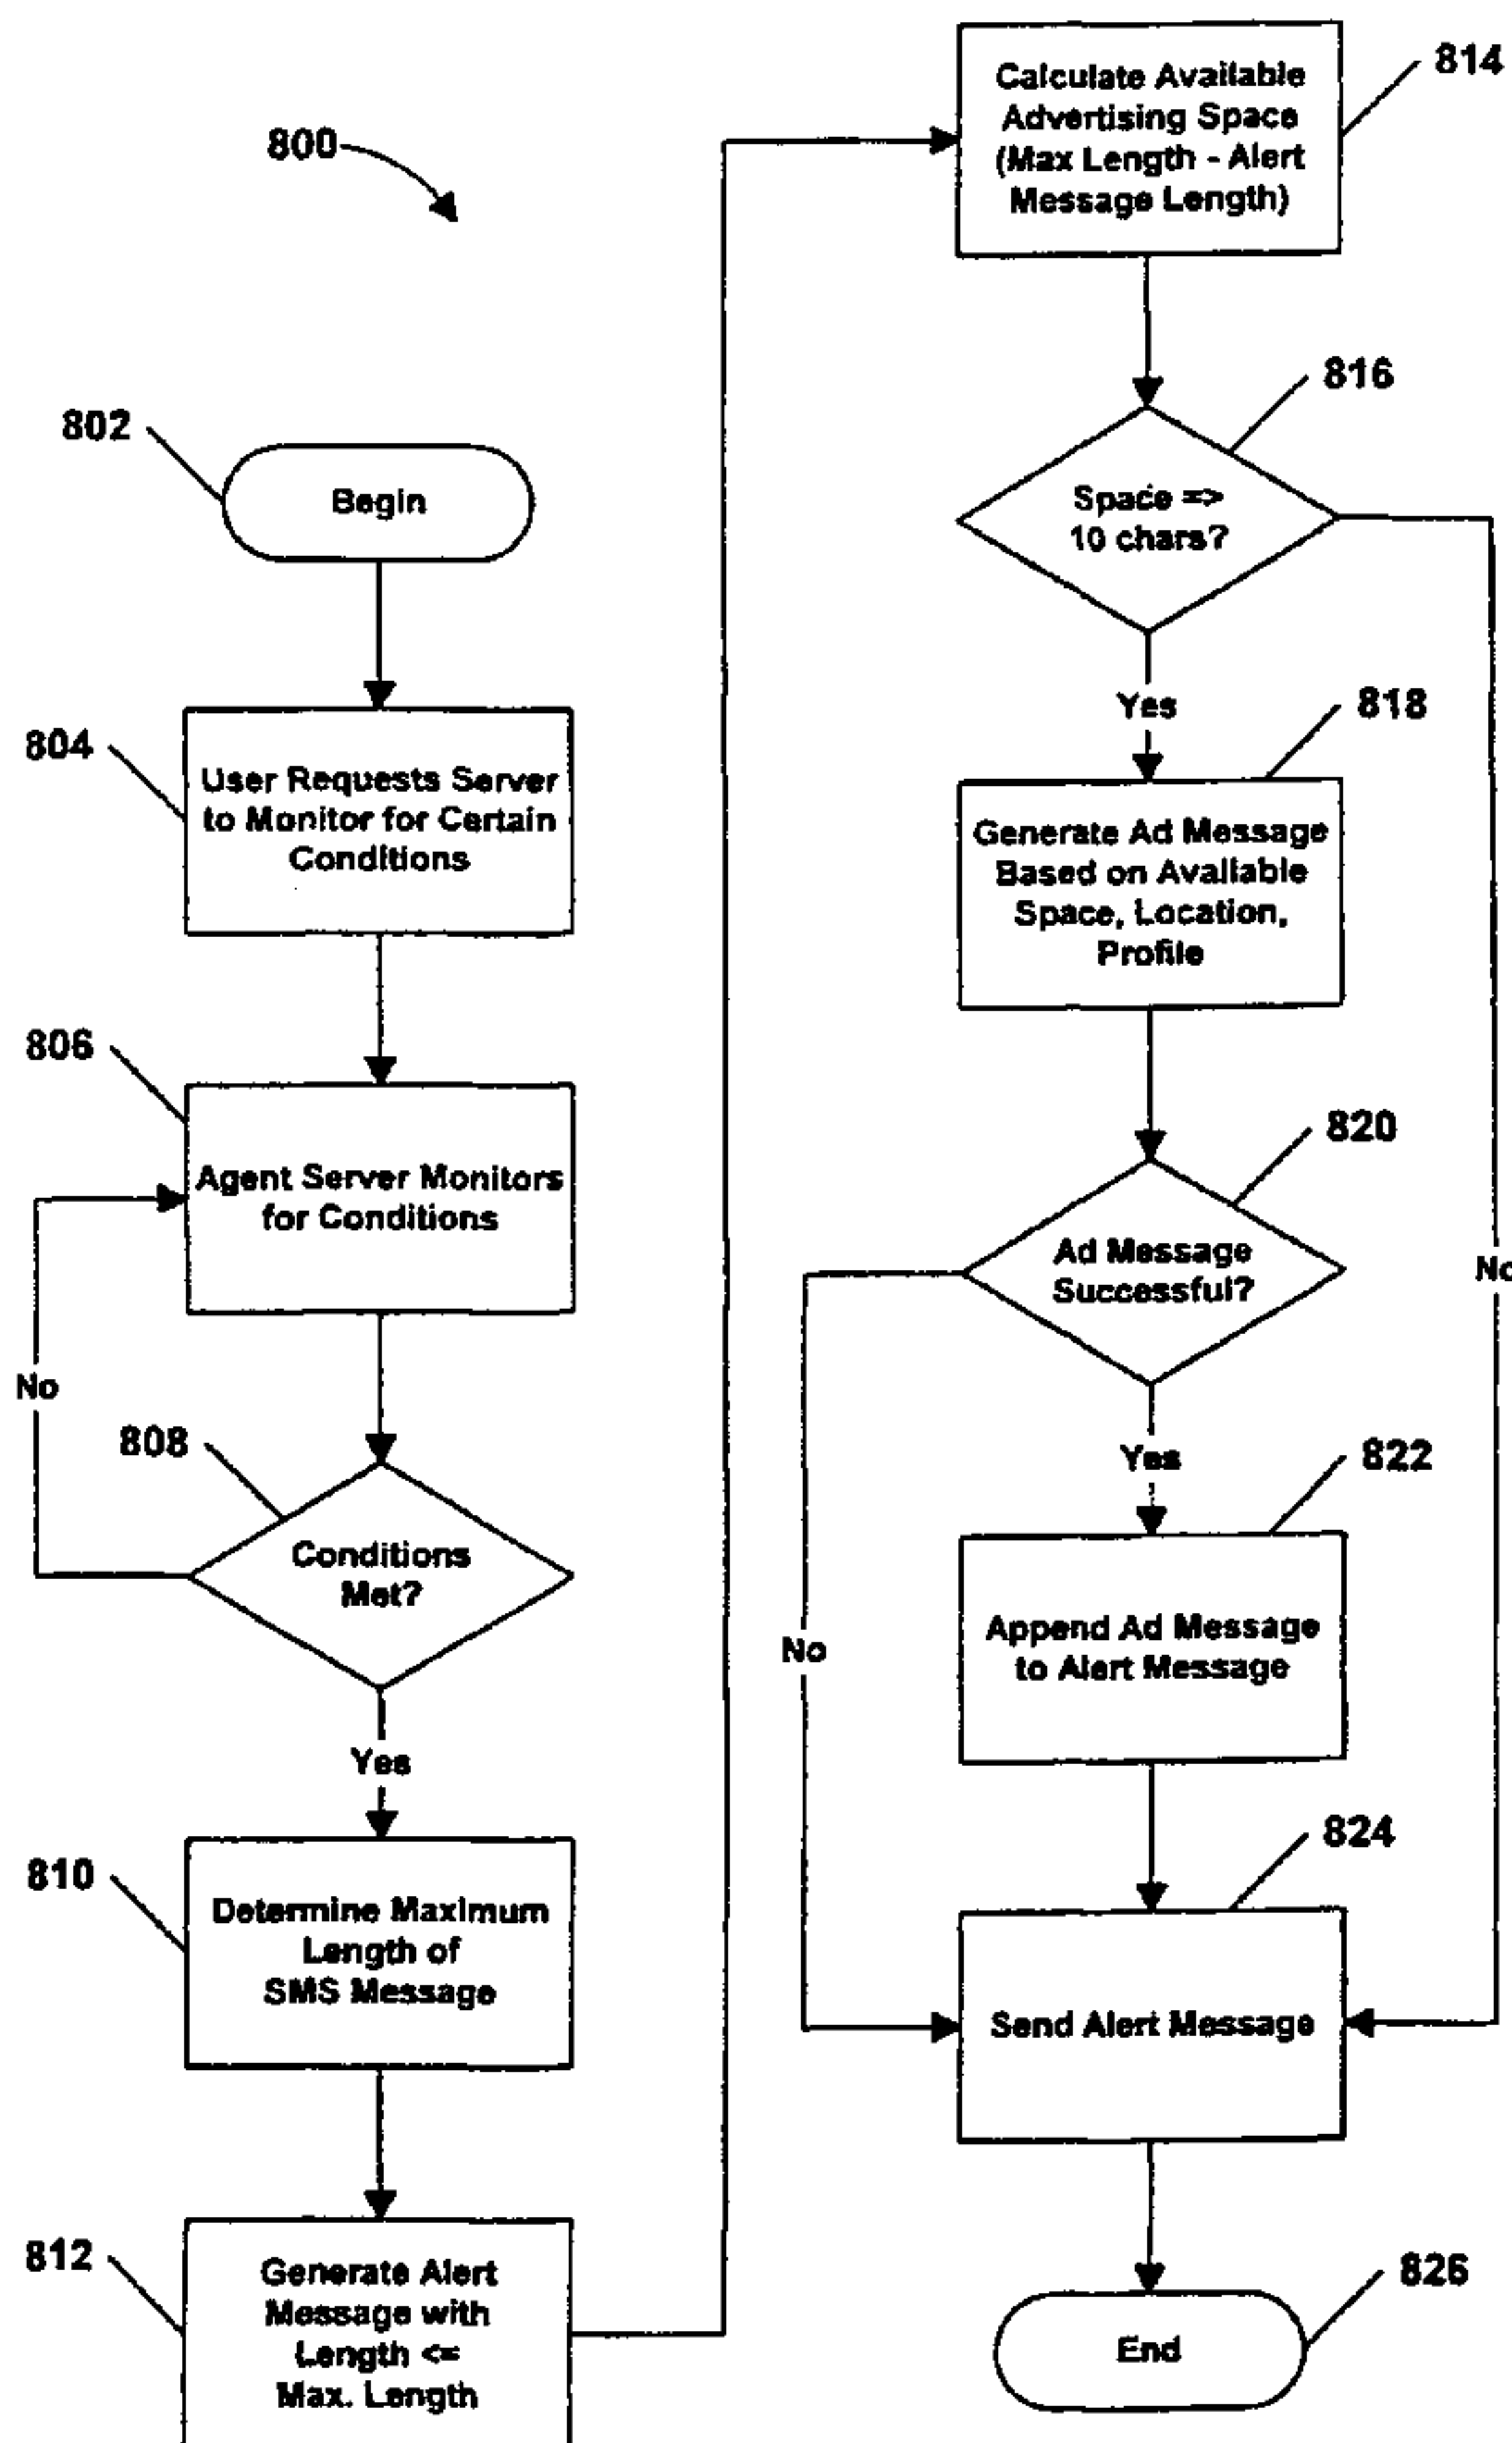 800
802
Begin
804
User Requests Server
to Monitor for Certain
Conditions
806
Agent Server Monitors
for Conditions
No
808
Conditions
Met?
Yes
810
Determine Maximum
Length of
SMS Message
812
Generate Alert
Message with
Length <=
Max. Length
814
Calculate Available
Advertising Space
(Max Length - Alert
Message Length)
816
Space =>
10 chars?
Yes
No
818
Generate Ad Message
Based on Available
Space, Location,
Profile
820
Ad Message
Successful?
Yes
No
822
Append Ad Message
to Alert Message
824
Send Alert Message
826
End